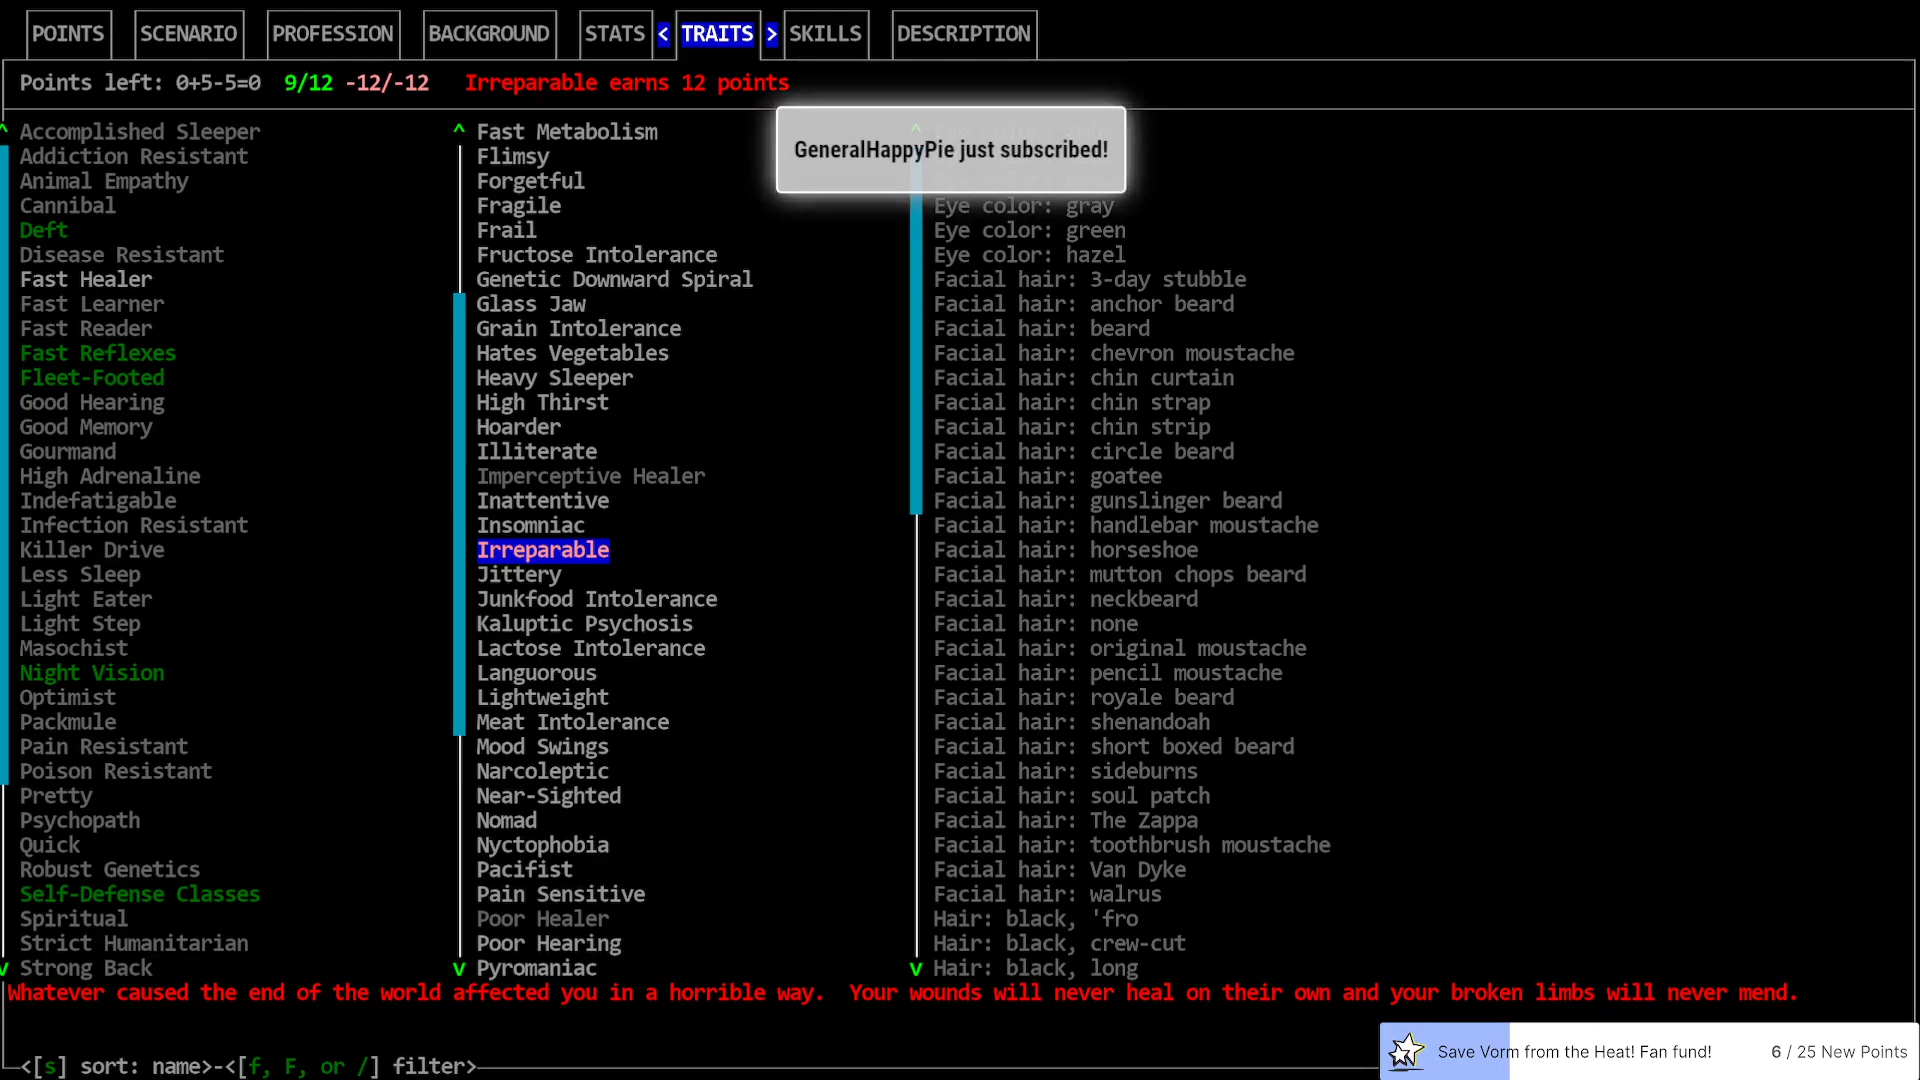 POINTS SCENARIO PROFESSION BACKGROUND STATS < TRAITS > SKILLS DESCRIPTION
Points left: 0+5-5=0 9/12 -12/-12 Irreparable earns 12 points
^ Accomplished Sleeper
Addiction Resistant
Animal Empathy
Cannibal
Deft
Disease Resistant
Fast Healer
Fast Learner
Fast Reader
Fast Reflexes
Fleet-Footed
Good Hearing
Good Memory
Gourmand
High Adrenaline
Indefatigable
Infection Resistant
Killer Drive
Less Sleep
Light Eater
Light Step
Masochist
Night Vision
Optimist
Packmule
Pain Resistant
Poison Resistant
Pretty
Psychopath
Quick
Robust Genetics
Self-Defense Classes
Spiritual
Strict Humanitarian
v Strong Back
^ Fast Metabolism
Flimsy
Forgetful
Fragile
Frail
Fructose Intolerance
Genetic Downward Spiral
Glass Jaw
Grain Intolerance
Hates Vegetables
Heavy Sleeper
High Thirst
Hoarder
Illiterate
Imperceptive Healer
Inattentive
Insomniac
Irreparable
Jittery
Junkfood Intolerance
Kaluptic Psychosis
Lactose Intolerance
Languorous
Lightweight
Meat Intolerance
Mood Swings
Narcoleptic
Near-Sighted
Nomad
Nyctophobia
Pacifist
Pain Sensitive
Poor Healer
Poor Hearing
v Pyromaniac
^
GeneralHappyPie just subscribed!
Eye color: gray
Eye color: green
Eye color: hazel
Facial hair: 3-day stubble
Facial hair: anchor beard
Facial hair: beard
Facial hair: chevron moustache
Facial hair: chin curtain
Facial hair: chin strap
Facial hair: chin strip
Facial hair: circle beard
Facial hair: goatee
Facial hair: gunslinger beard
Facial hair: handlebar moustache
Facial hair: horseshoe
Facial hair: mutton chops beard
Facial hair: neckbeard
Facial hair: none
Facial hair: original moustache
Facial hair: pencil moustache
Facial hair: royale beard
Facial hair: shenandoah
Facial hair: short boxed beard
Facial hair: sideburns
Facial hair: soul patch
Facial hair: The Zappa
Facial hair: toothbrush moustache
Facial hair: Van Dyke
Facial hair: walrus
Hair: black, 'fro
Hair: black, crew-cut
v Hair: black, long
Whatever caused the end of the world affected you in a horrible way.  Your wounds will never heal on their own and your broken limbs will never mend.
Save Vorm from the Heat! Fan fund! 6 / 25 New Points
<[s] sort: name>-<[f, F, or /] filter>